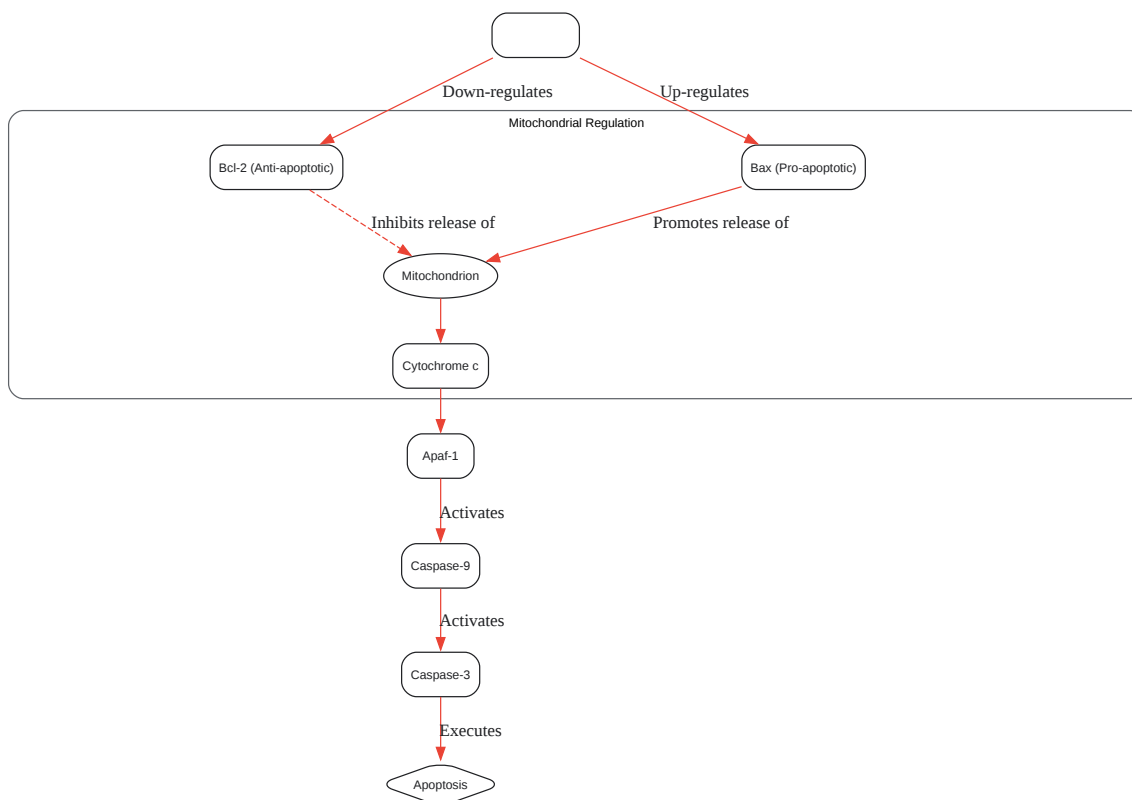 Down-regulates
Up-regulates
Mitochondrial Regulation
Bcl-2 (Anti-apoptotic)
Bax (Pro-apoptotic)
Inhibits release of
Promotes release of
Mitochondrion
Cytochrome c
Apaf-1
Activates
Caspase-9
Activates
Caspase-3
Executes
Apoptosis